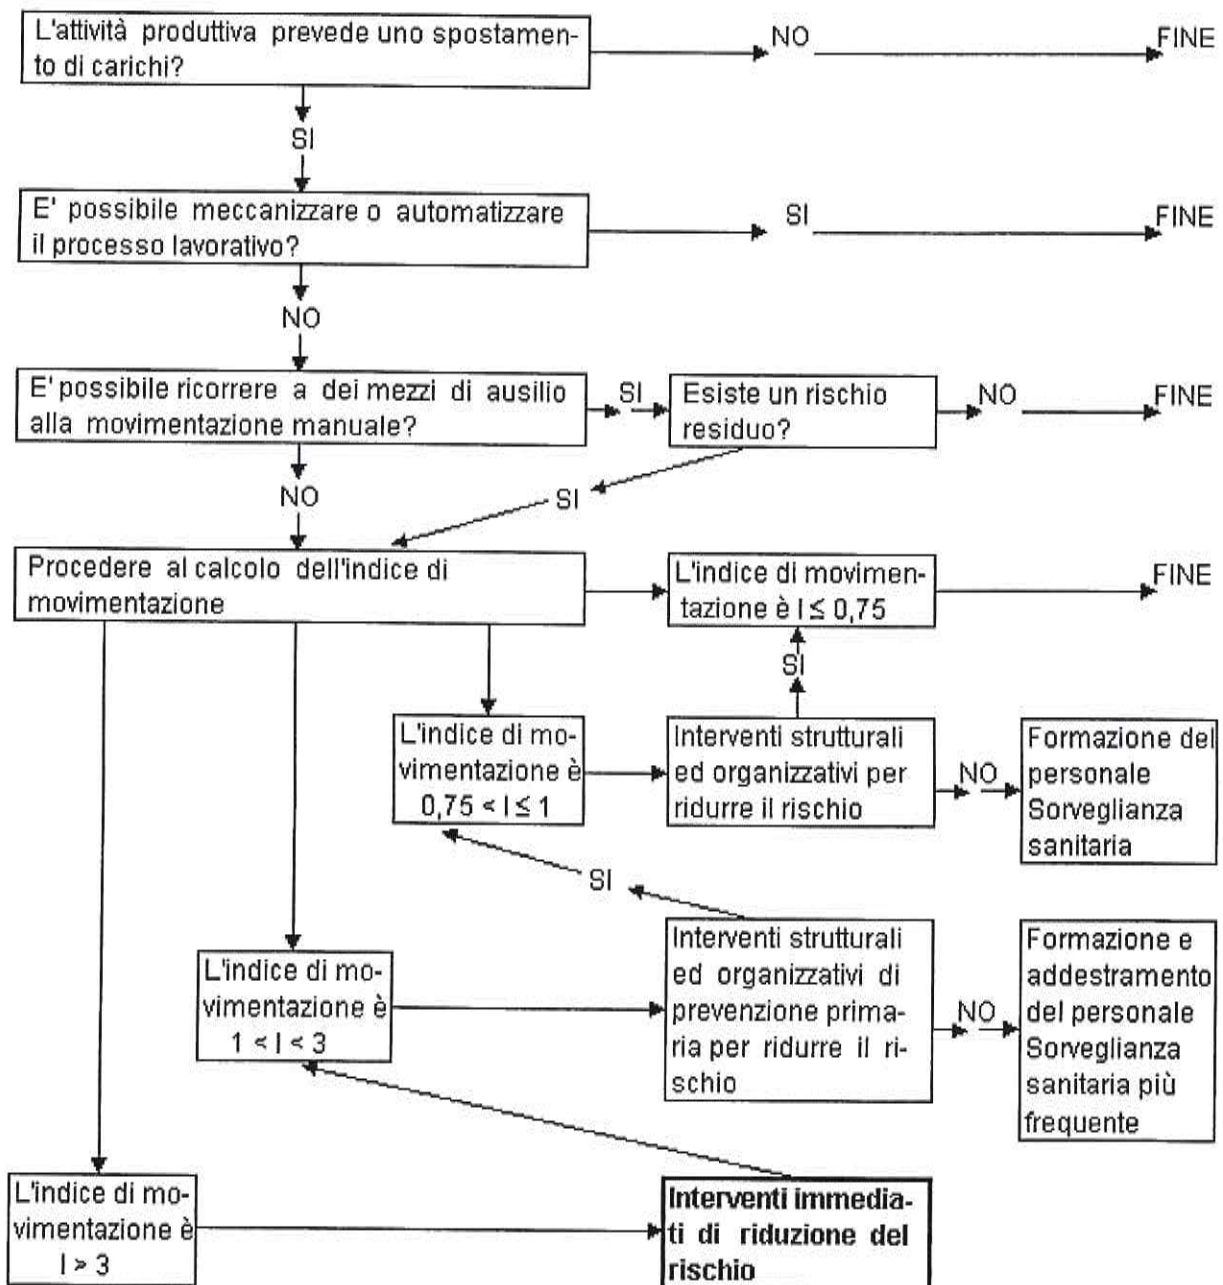 L'attività produttiva prevede uno spostamen-
to di carichi?
NO
FINE
SI
E' possibile meccanizzare o automatizzare
il processo lavorativo?
SI
FINE
NO
E' possibile ricorrere a dei mezzi di ausilio
alla movimentazione manuale?
SI
Esiste un rischio
residuo?
NO
FINE
NO
SI
Procedere al calcolo dell'indice di
movimentazione
L'indice di movimen-
tazione è I ≤ 0,75
FINE
SI
L'indice di mo-
vimentazione è
0,75 < I ≤ 1
Interventi strutturali
ed organizzativi per
ridurre il rischio
NO
Formazione del
personale
Sorveglianza
sanitaria
SI
L'indice di mo-
vimentazione è
1 < I < 3
Interventi strutturali
ed organizzativi di
prevenzione prima-
ria per ridurre il ri-
schio
NO
Formazione e
addestramento
del personale
Sorveglianza
sanitaria più
frequente
L'indice di mo-
vimentazione è
I > 3
Interventi immedia-
ti di riduzione del
rischio